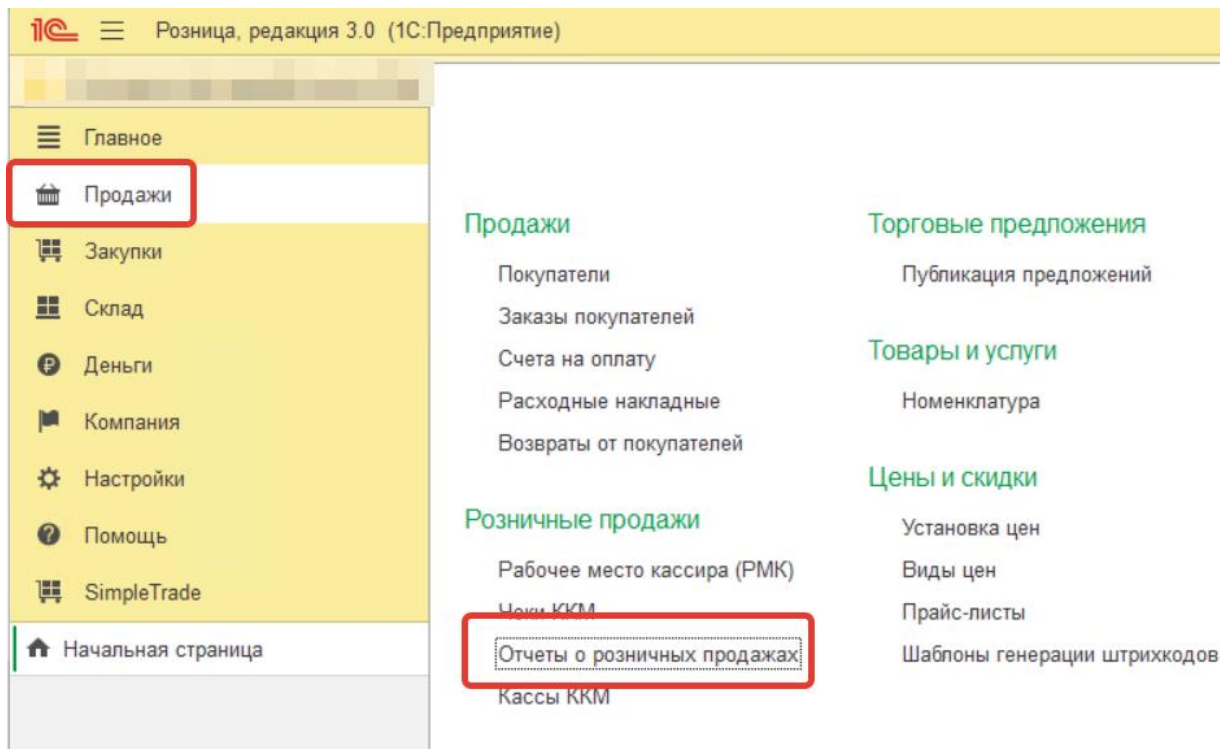 1С Розница, редакция 3.0 (1С:Предприятие)
Главное
Продажи
Закупки
Склад
Деньги
Компания
Настройки
Помощь
SimpleTrade
Начальная страница
Продажи
Покупатели
Заказы покупателей
Счета на оплату
Расходные накладные
Возвраты от покупателей
Розничные продажи
Рабочее место кассира (РМК)
Чеки ККМ
Отчеты о розничных продажах
Кассы ККМ
Торговые предложения
Публикация предложений
Товары и услуги
Номенклатура
Цены и скидки
Установка цен
Виды цен
Прайс-листы
Шаблоны генерации штрихкодов